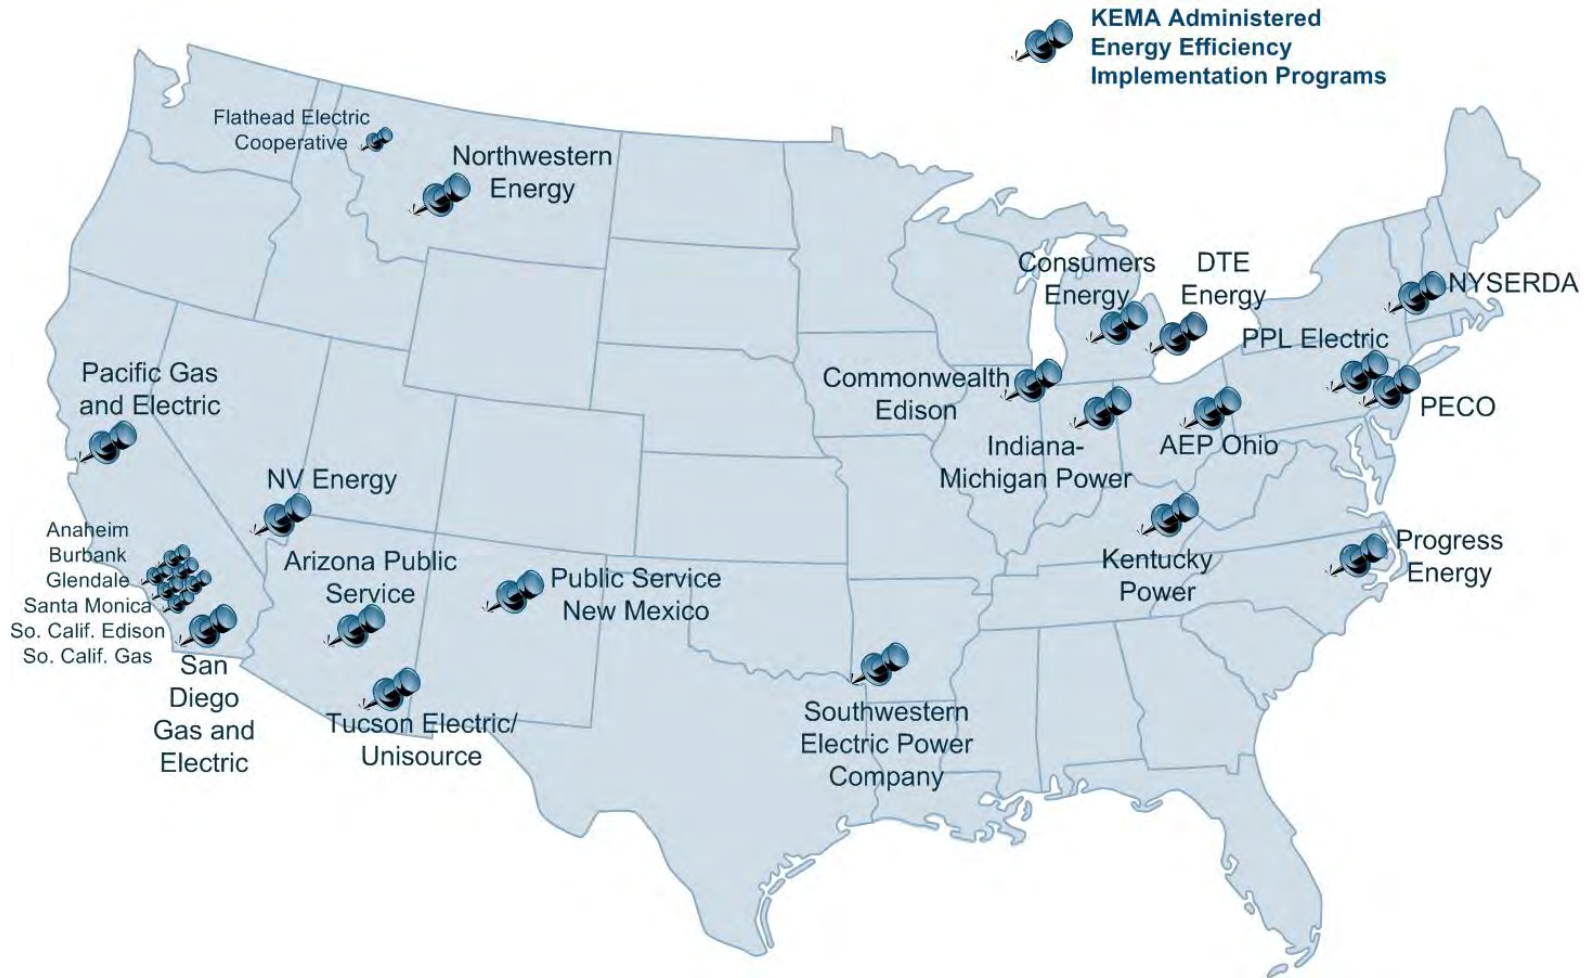 KEMA Administered
Energy Efficiency
Implementation Programs
Flathead Electric
Cooperative
Northwestern
Energy
Consumers
Energy
DTE
Energy
NYSERDA
PPL Electric
Pacific Gas
and Electric
Commonwealth
Edison
PECO
Indiana-
Michigan Power
AEP Ohio
NV Energy
Anaheim
Burbank
Glendale
Santa Monica
So. Calif. Edison
So. Calif. Gas
Arizona Public
Service
Public Service
New Mexico
Kentucky
Power
Progress
Energy
San
Diego
Gas and
Electric
Tucson Electric/
Unisource
Southwestern
Electric Power
Company